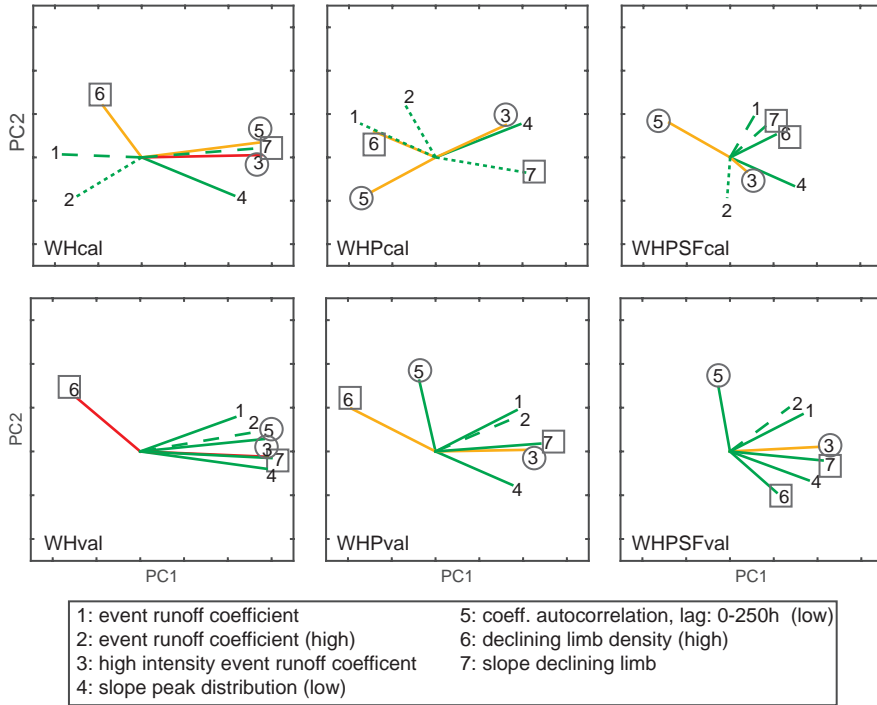 6 5 7 3 1 2 4
WHcal
PC2
1 2 3 4 6 7 5
WHPcal
1 7 6 5 3 4 2
WHPSFcal
6 1 2 5 3 7 4
WHval
PC2
PC1
5 6 1 2 7 3 4
WHPval
5 2 1 3 7 4 6
WHPSFval
PC1
1: event runoff coefficient
2: event runoff coefficient (high)
3: high intensity event runoff coefficent
4: slope peak distribution (low)
5: coeff. autocorrelation, lag: 0-250h (low)
6: declining limb density (high)
7: slope declining limb